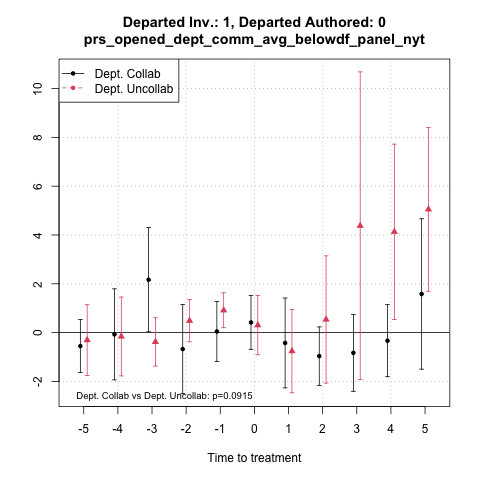 Departed Inv.: 1, Departed Authored: 0
prs_opened_dept_comm_avg_belowdf_panel_nyt
Dept. Collab
Dept. Uncollab
10
8
6
4
2
0
-2
Dept. Collab vs Dept. Uncollab: p=0.0915
-5 -4 -3 -2 -1 0 1 2 3 4 5
Time to treatment